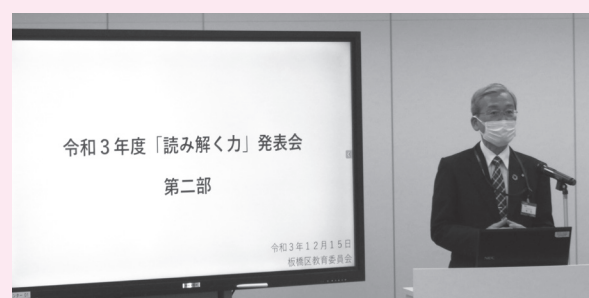 令和３年度「読み解く力」発表会
第二部
令和３年１２月１５日
板橋区教育委員会